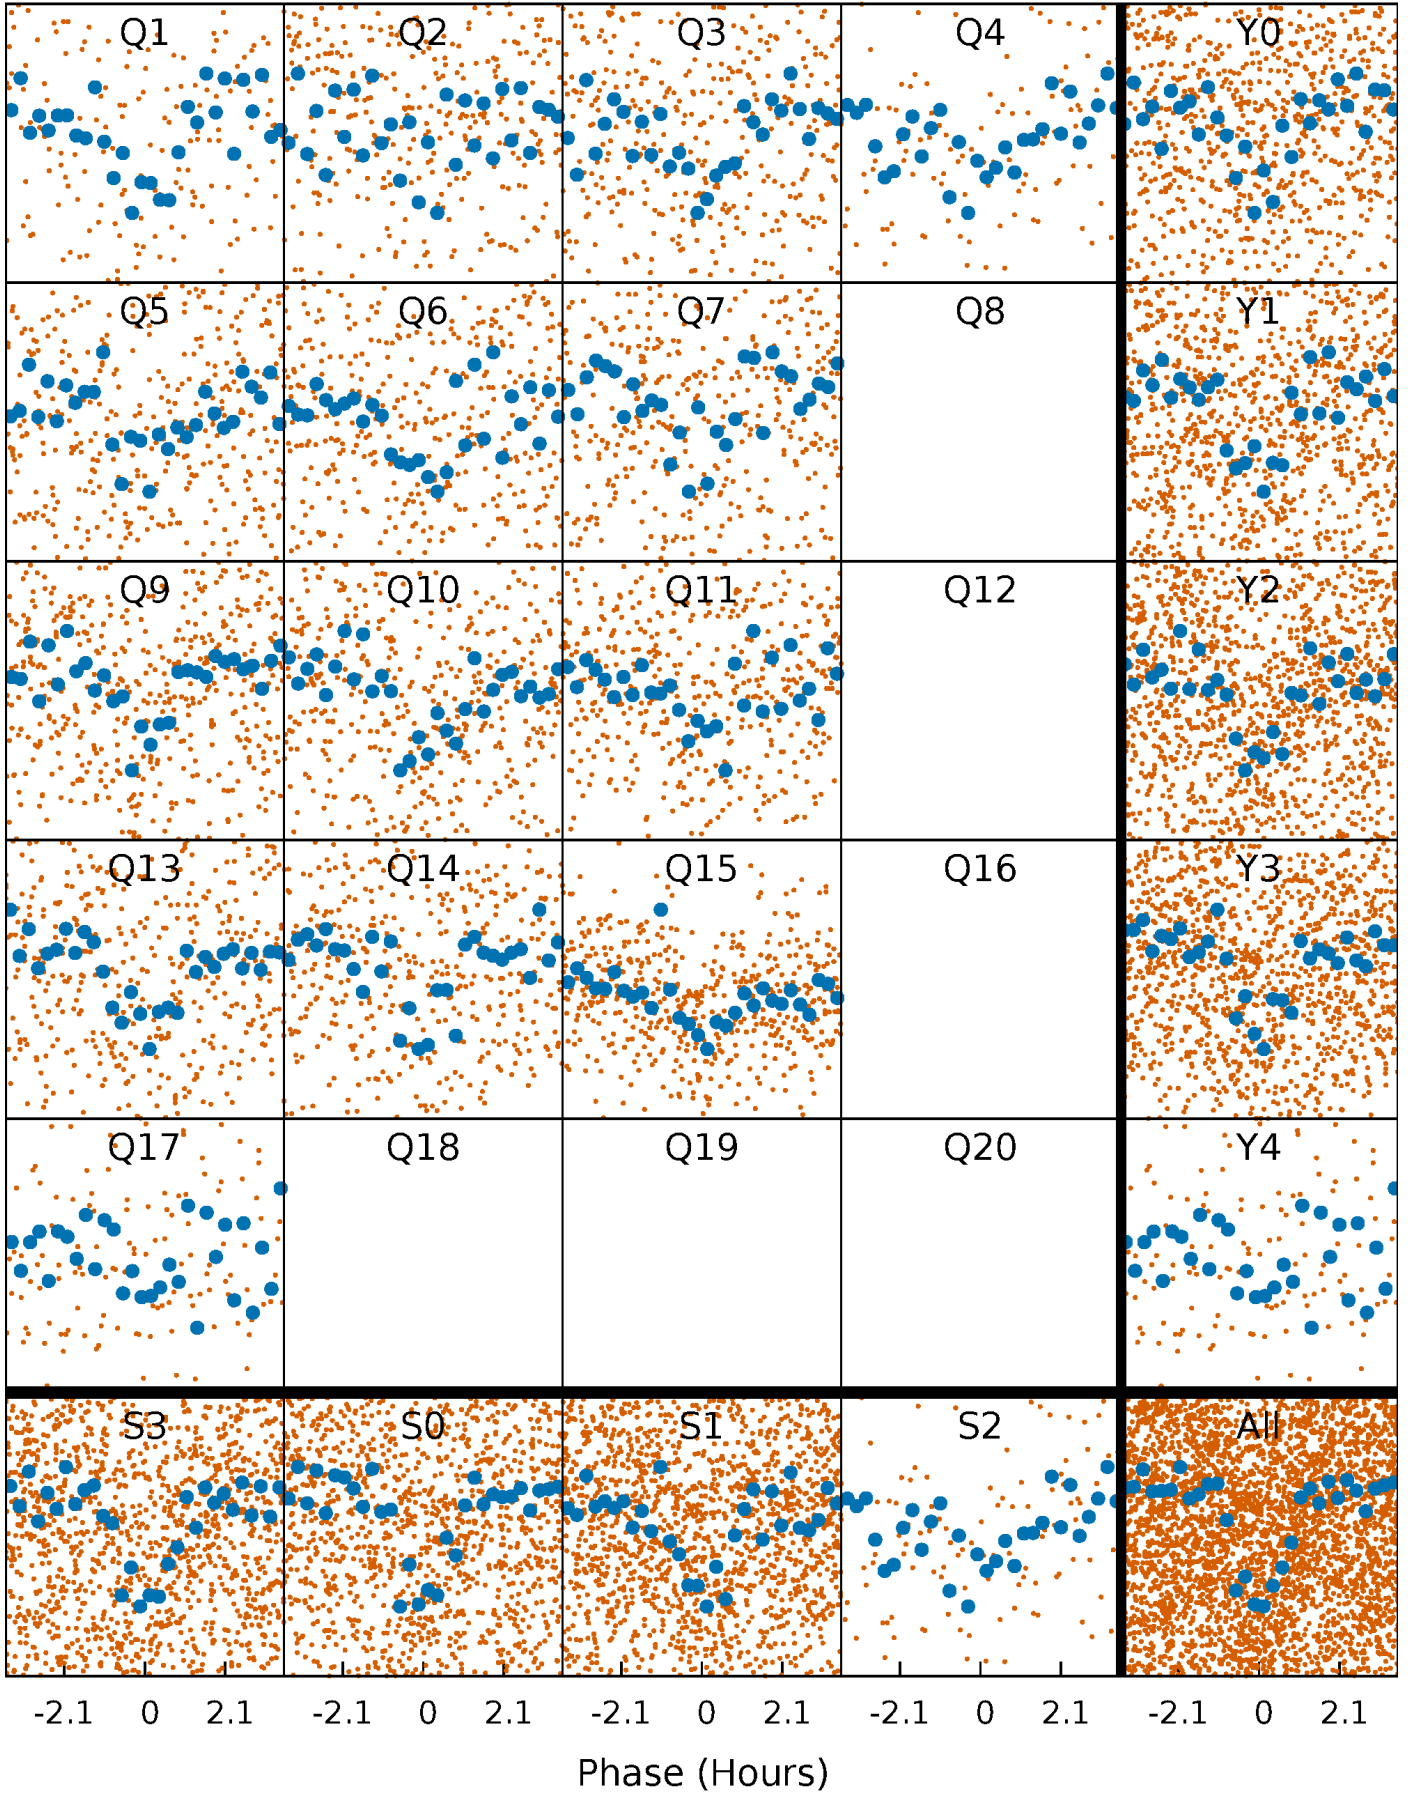 Q1 Q2 Q3 Q4 Y0
Q5 Q6 Q7 Q8 Y1
Q9 Q10 Q11 Q12 Y2
Q13 Q14 Q15 Q16 Y3
Q17 Q18 Q19 Q20 Y4
S3 S0 S1 S2 All
-2.1 0 2.1 -2.1 0 2.1 -2.1 0 2.1 -2.1 0 2.1 -2.1 0 2.1
Phase (Hours)